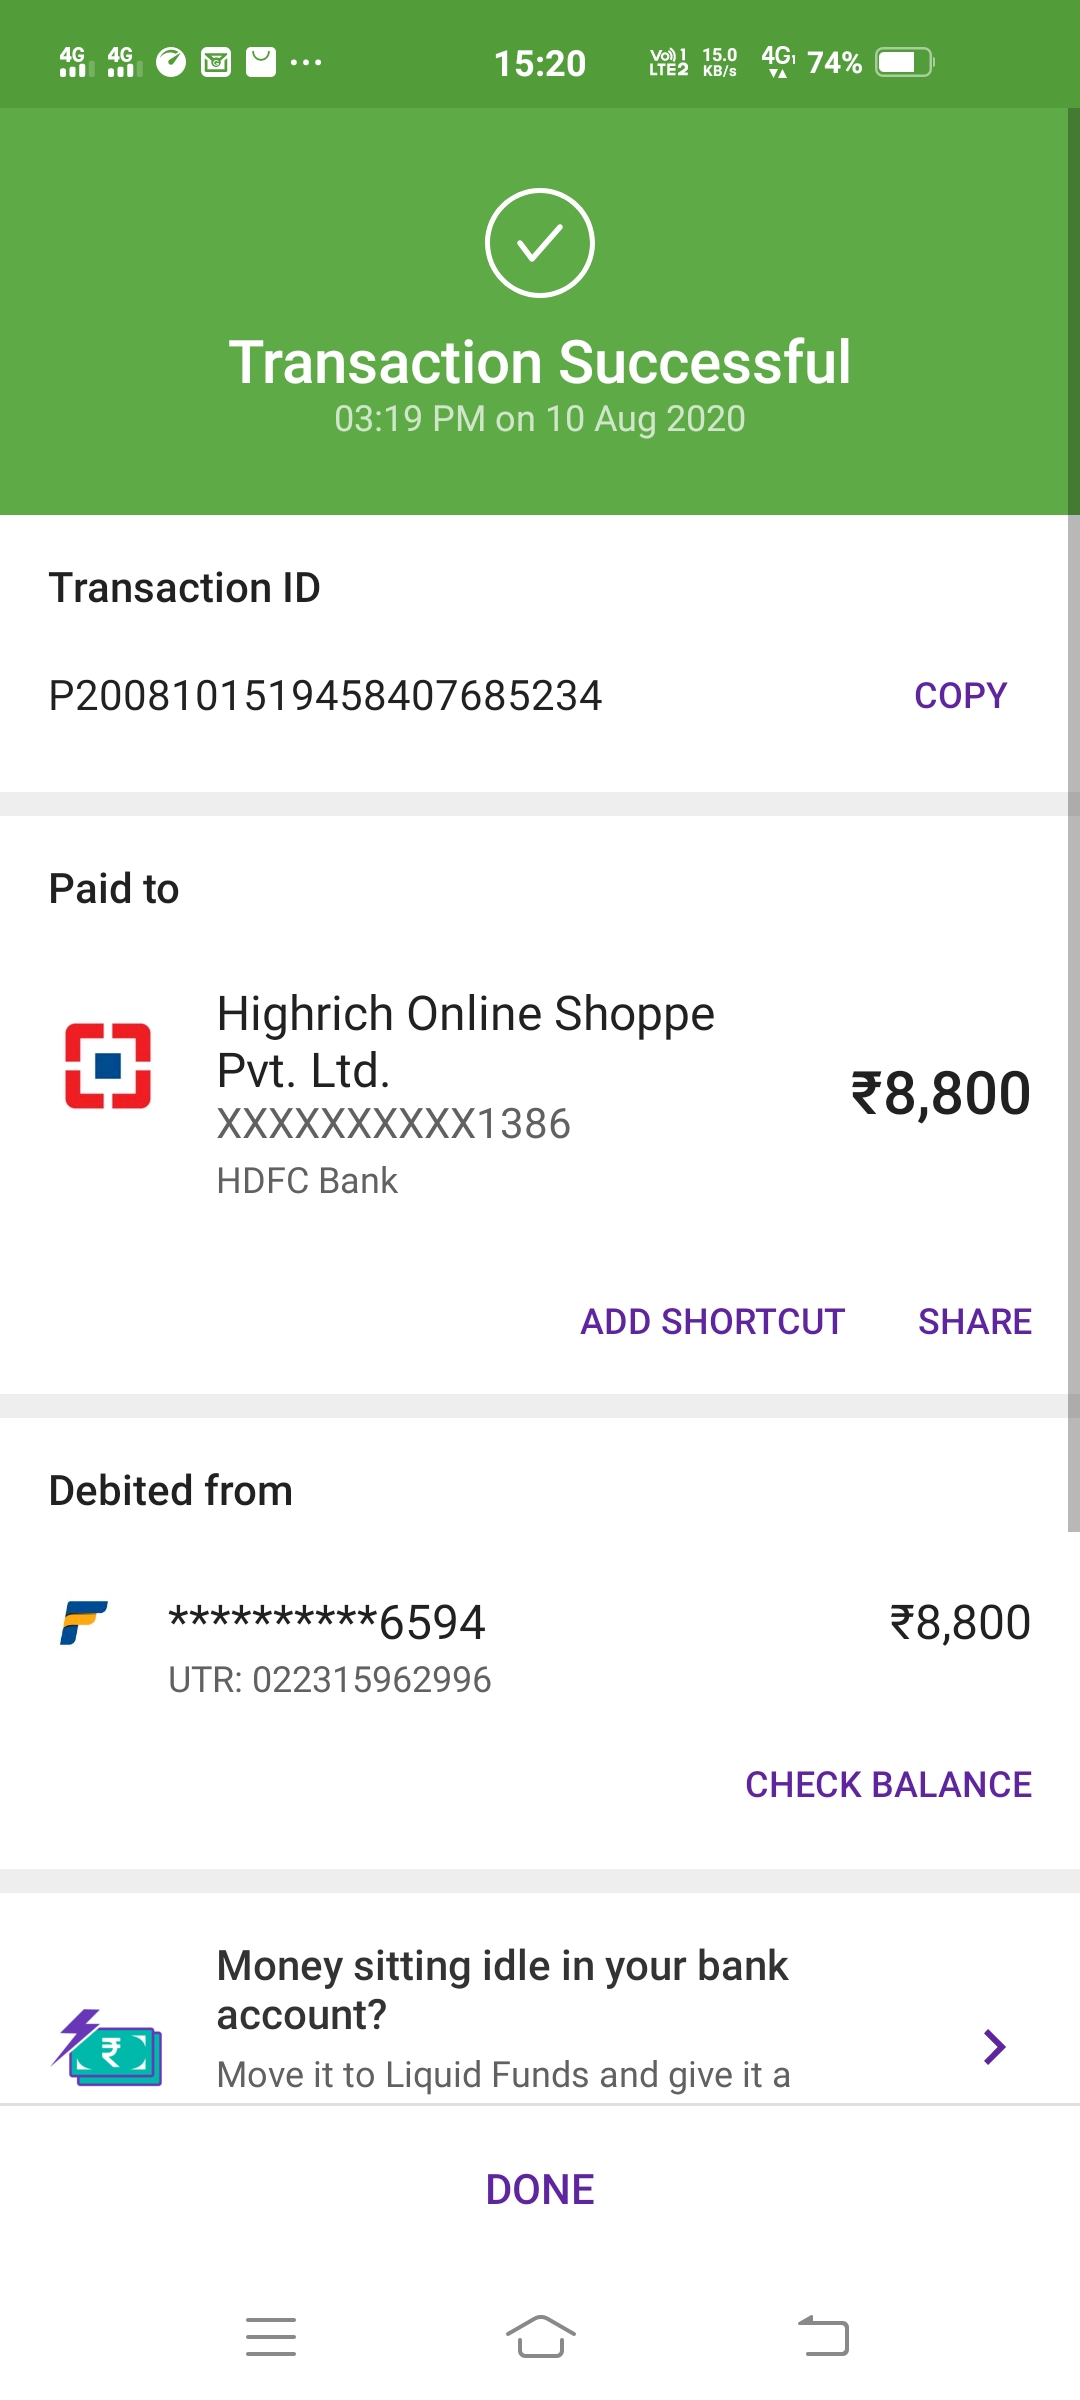 4G 4G 15:20 Vo) 1 LTE2 15.0 KB/s 4G1 74%
Transaction Successful
03:19 PM on 10 Aug 2020
Transaction ID
P2008101519458407685234 COPY
Paid to
Highrich Online Shoppe
Pvt. Ltd.
₹8,800
XXXXXXXXXX1386
HDFC Bank
ADD SHORTCUT SHARE
Debited from
**********6594 ₹8,800
UTR: 022315962996
CHECK BALANCE
Money sitting idle in your bank
account?
Move it to Liquid Funds and give it a
DONE